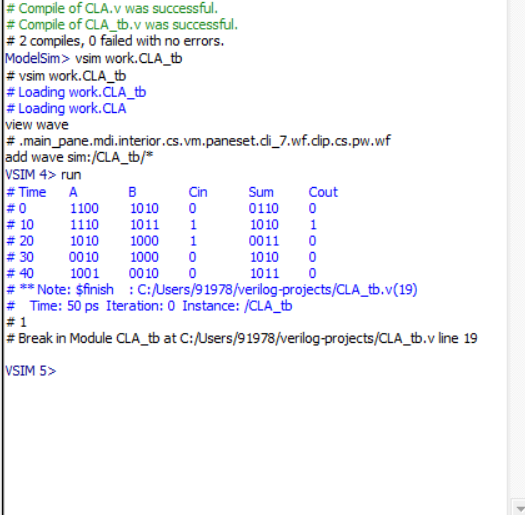 # Compile of CLA.v was successful.
# Compile of CLA_tb.v was successful.
# 2 compiles, 0 failed with no errors.
ModelSim> vsim work.CLA_tb
# vsim work.CLA_tb
# Loading work.CLA_tb
# Loading work.CLA
view wave
# .main_pane.mdi.interior.cs.vm.paneset.cli_7.wf.clip.cs.pw.wf
add wave sim:/CLA_tb/*
VSIM 4> run
# Time A B Cin Sum Cout
# 0 1100 1010 0 0110 0
# 10 1110 1011 1 1010 1
# 20 1010 1000 1 0011 0
# 30 0010 1000 0 1010 0
# 40 1001 0010 0 1011 0
# ** Note: $finish : C:/Users/91978/verilog-projects/CLA_tb.v(19)
# Time: 50 ps Iteration: 0 Instance: /CLA_tb
# 1
# Break in Module CLA_tb at C:/Users/91978/verilog-projects/CLA_tb.v line 19
VSIM 5>